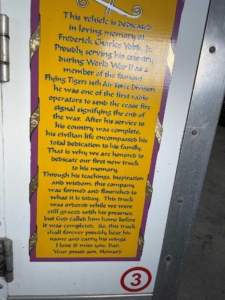 This vehicle is dedicated
in loving memory of
Frederick Charles
Proudly serving his country
during World War II as a
member of the famous
Flying Tigers 14th Air Force Division
he was one of the first radio
operators to send the cease fire
signal signifying the end of
the war. After his service to
his country was complete,
his civilian life encompassed his
total dedication to his family.
That is why we are honored to
dedicate our first new truck
to his memory.
Through his teachings, inspiration
and wisdom, this company
was formed and flourished to
what it is today. This truck
was ordered while we were
still graced with his presence
but God called him home before
it was completed. So, this truck
shall forever proudly bear his
name and carry his wings.
I love & miss you, Dad.
Your proud son, Howard
3